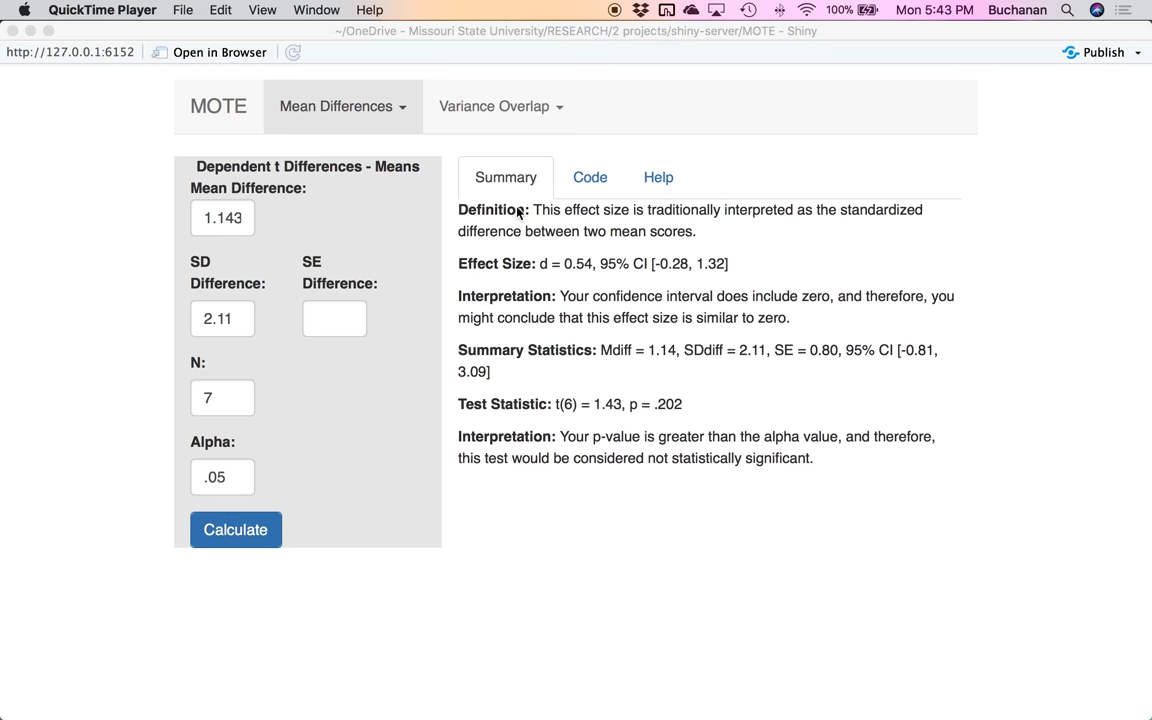 QuickTime Player File Edit View Window Help 100% Mon 5:43 PM Buchanan
~/OneDrive - Missouri State University/RESEARCH/2 projects/shiny-server/MOTE - Shiny
http://127.0.0.1:6152 Open in Browser Publish
MOTE Mean Differences Variance Overlap
Dependent t Differences - Means
Mean Difference:
1.143
SD Difference:
SE Difference:
2.11
N:
7
Alpha:
.05
Calculate
Summary Code Help
Definition: This effect size is traditionally interpreted as the standardized
difference between two mean scores.
Effect Size: d = 0.54, 95% CI [-0.28, 1.32]
Interpretation: Your confidence interval does include zero, and therefore, you
might conclude that this effect size is similar to zero.
Summary Statistics: Mdiff = 1.14, SDdiff = 2.11, SE = 0.80, 95% CI [-0.81,
3.09]
Test Statistic: t(6) = 1.43, p = .202
Interpretation: Your p-value is greater than the alpha value, and therefore,
this test would be considered not statistically significant.